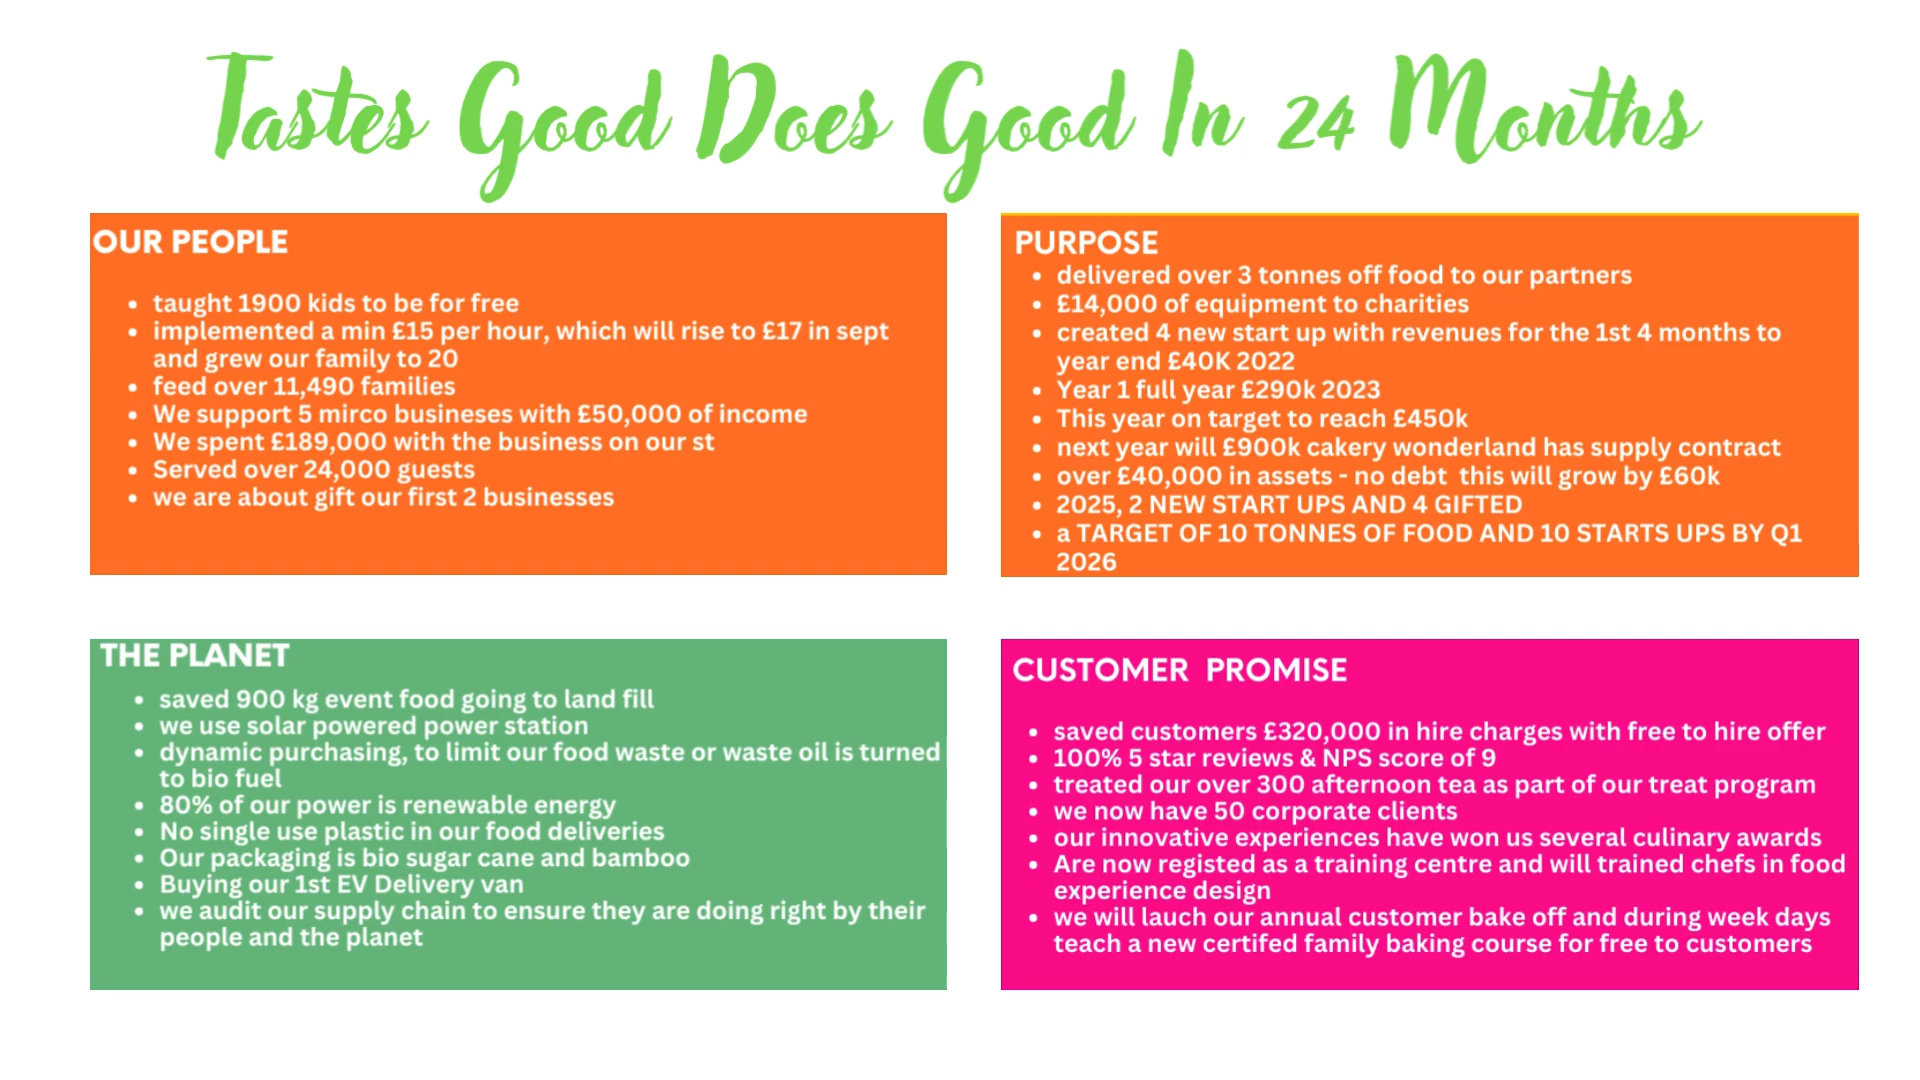 Tastes Good Does Good In 24 Months
OUR PEOPLE
• taught 1900 kids to be for free
• implemented a min £15 per hour, which will rise to £17 in sept
and grew our family to 20
• feed over 11,490 families
• We support 5 mirco busineses with £50,000 of income
• We spent £189,000 with the business on our st
• Served over 24,000 guests
• we are about gift our first 2 businesses
PURPOSE
• delivered over 3 tonnes off food to our partners
• £14,000 of equipment to charities
• created 4 new start up with revenues for the 1st 4 months to
year end £40K 2022
• Year 1 full year £290k 2023
• This year on target to reach £450k
• next year will £900k cakery wonderland has supply contract
• over £40,000 in assets - no debt  this will grow by £60k
• 2025, 2 NEW START UPS AND 4 GIFTED
• a TARGET OF 10 TONNES OF FOOD AND 10 STARTS UPS BY Q1
2026
THE PLANET
• saved 900 kg event food going to land fill
• we use solar powered power station
• dynamic purchasing, to limit our food waste or waste oil is turned
to bio fuel
• 80% of our power is renewable energy
• No single use plastic in our food deliveries
• Our packaging is bio sugar cane and bamboo
• Buying our 1st EV Delivery van
• we audit our supply chain to ensure they are doing right by their
people and the planet
CUSTOMER  PROMISE
• saved customers £320,000 in hire charges with free to hire offer
• 100% 5 star reviews & NPS score of 9
• treated our over 300 afternoon tea as part of our treat program
• we now have 50 corporate clients
• our innovative experiences have won us several culinary awards
• Are now registed as a training centre and will trained chefs in food
experience design
• we will lauch our annual customer bake off and during week days
teach a new certifed family baking course for free to customers